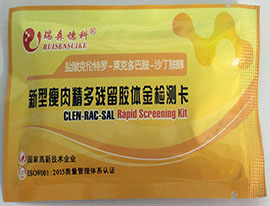 瑞森穗科®
RUISENSUIKE
盐酸克伦特罗-莱克多巴胺-沙丁胺醇
新型瘦肉精多残留胶体金检测卡
CLEN-RAC-SAL Rapid Screening Kit
国家高新技术企业
ISO9001:2015质量管理体系认证